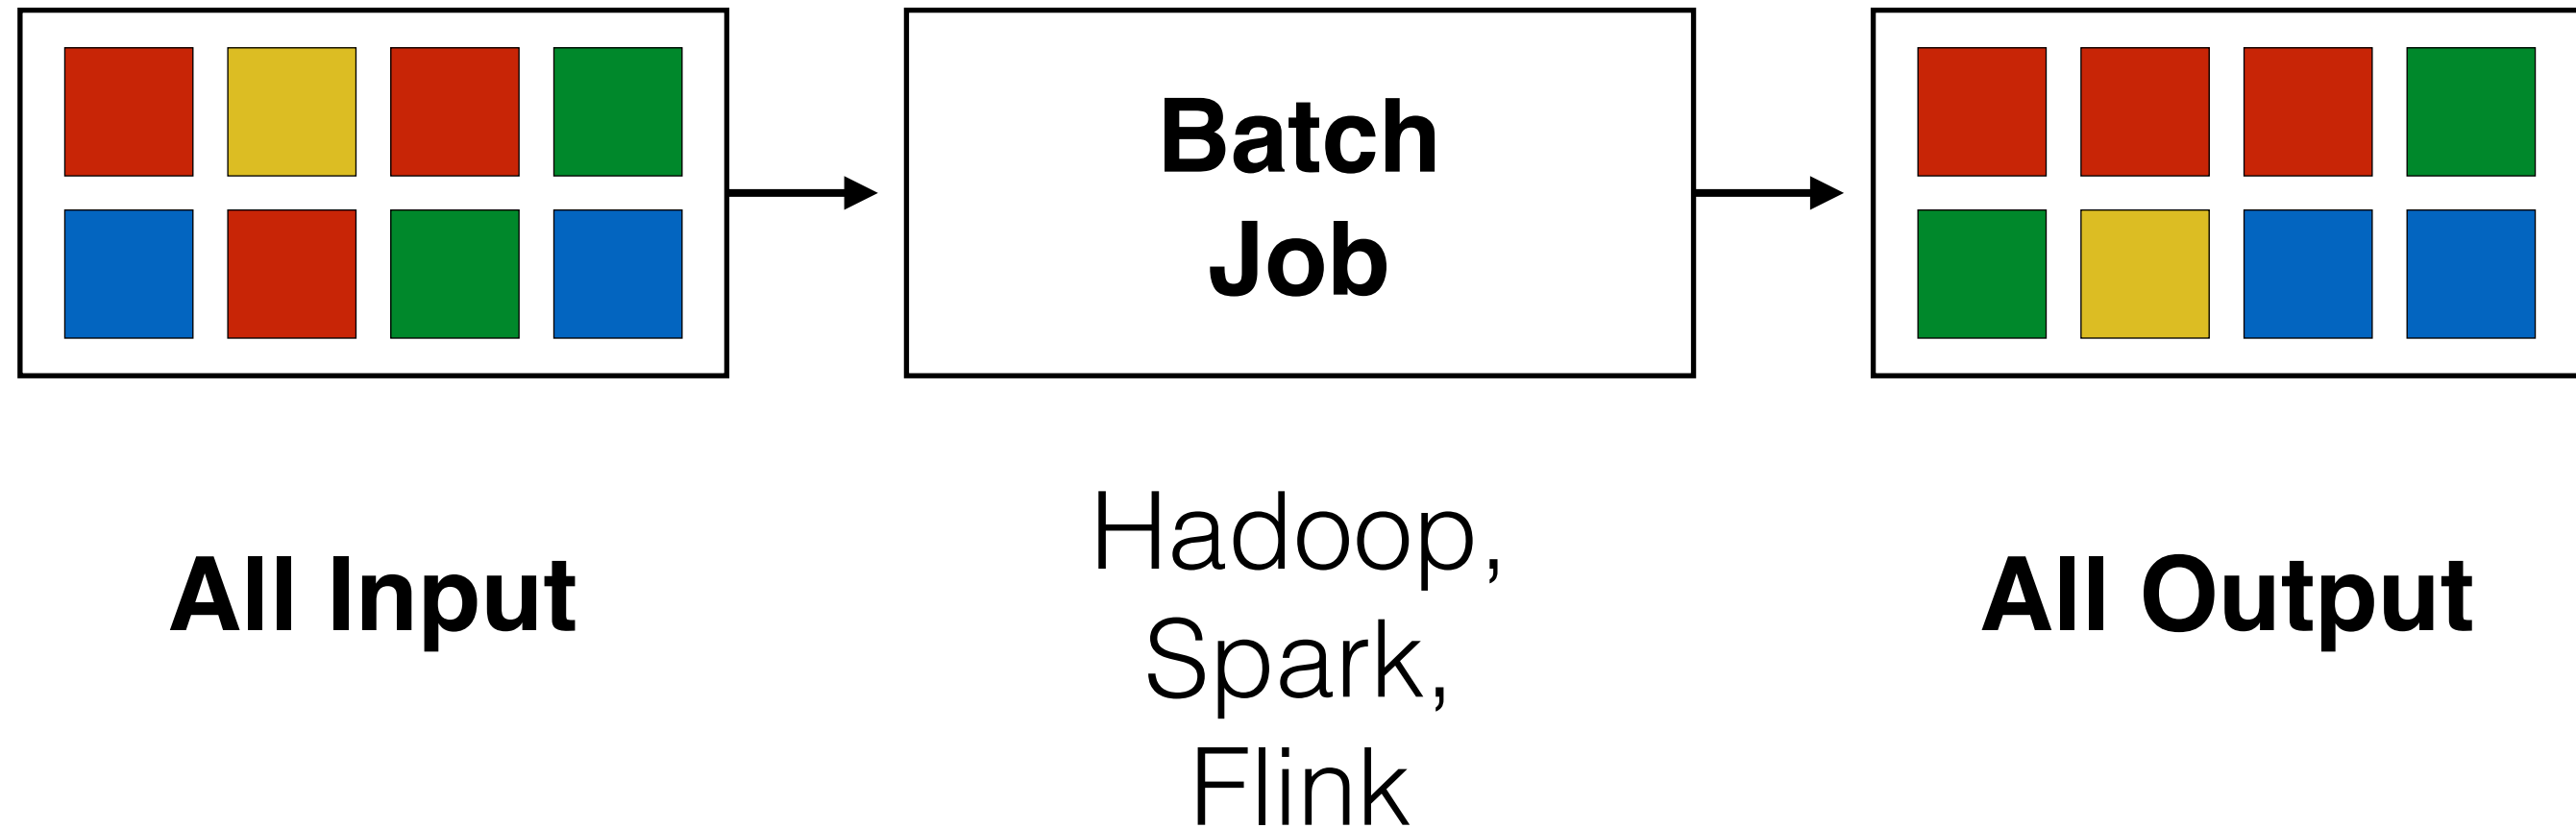 Batch
Job
All Input
Hadoop,
Spark,
Flink
All Output